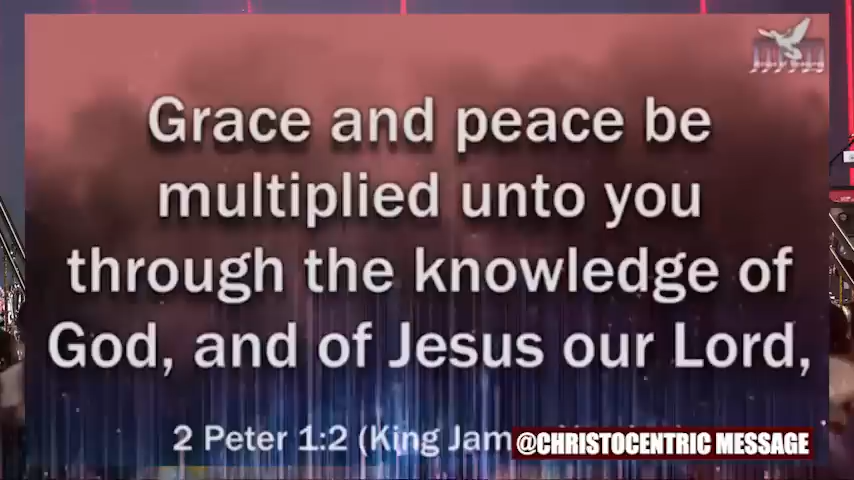 Grace and peace be
multiplied unto you
through the knowledge of
God, and of Jesus our Lord,
2 Peter 1:2 (King Jam
@CHRISTOCENTRIC MESSAGE